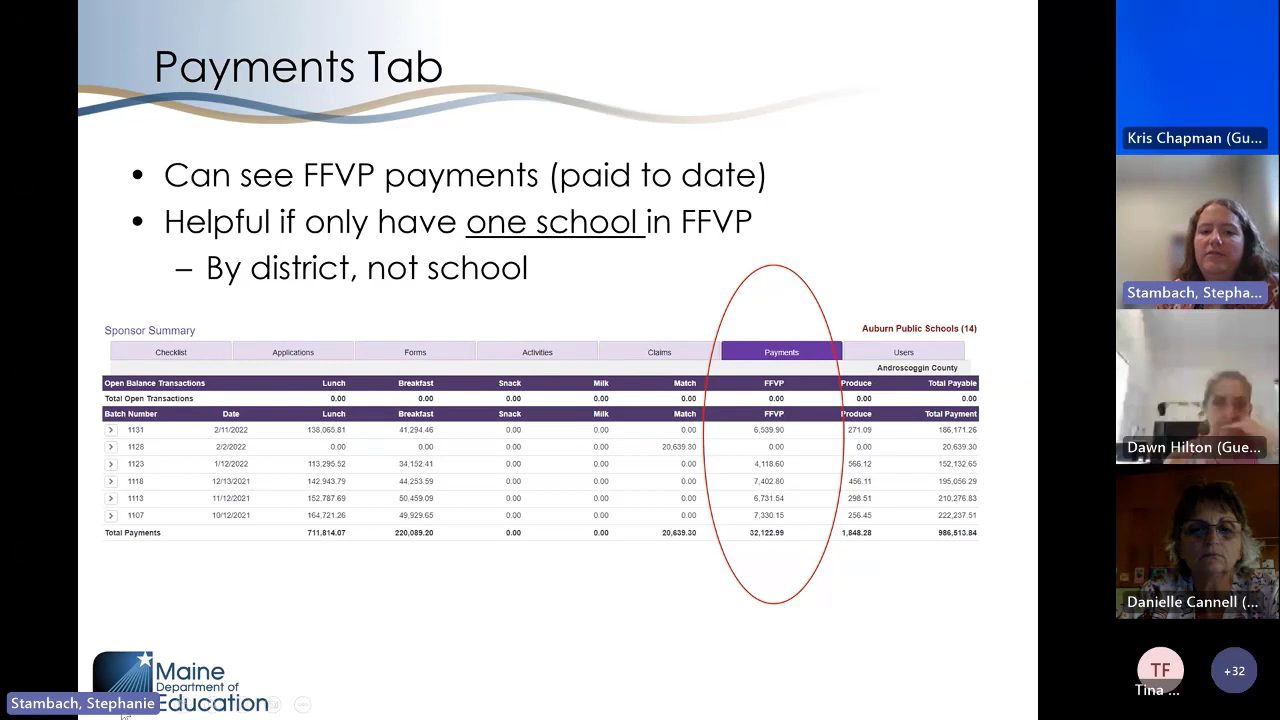 Payments Tab
• Can see FFVP payments (paid to date)
• Helpful if only have one school in FFVP
– By district, not school
Sponsor Summary Auburn Public Schools (14)
Checklist Applications Forms Activities Claims Payments Users
Androscoggin County
Open Balance Transactions Lunch Breakfast Snack Milk Match FFVP Produce Total Payable
Total Open Transactions 0.00 0.00 0.00 0.00 0.00 0.00 0.00 0.00
Batch Number Date Lunch Breakfast Snack Milk Match FFVP Produce Total Payment
1131 2/11/2022 138,065.81 41,294.46 0.00 0.00 0.00 6,539.90 271.09 186,171.26
1128 2/2/2022 0.00 0.00 0.00 0.00 20,639.30 0.00 0.00 20,639.30
1123 1/12/2022 113,295.52 34,152.41 0.00 0.00 0.00 4,118.60 566.12 152,132.65
1118 12/13/2021 142,943.79 44,253.59 0.00 0.00 0.00 7,402.80 456.11 195,056.29
1113 11/12/2021 152,787.69 50,459.09 0.00 0.00 0.00 6,731.54 298.51 210,276.83
1107 10/12/2021 164,721.26 49,929.65 0.00 0.00 0.00 7,330.15 256.45 222,237.51
Total Payments 711,814.07 220,089.20 0.00 0.00 20,639.30 32,122.99 1,848.28 986,513.84
Maine
Department of
Education
Stambach, Stephanie
Kris Chapman (Gu...
Stambach, Stepha...
Dawn Hilton (Gue...
Danielle Cannell (...
TF
Tina ...
+32